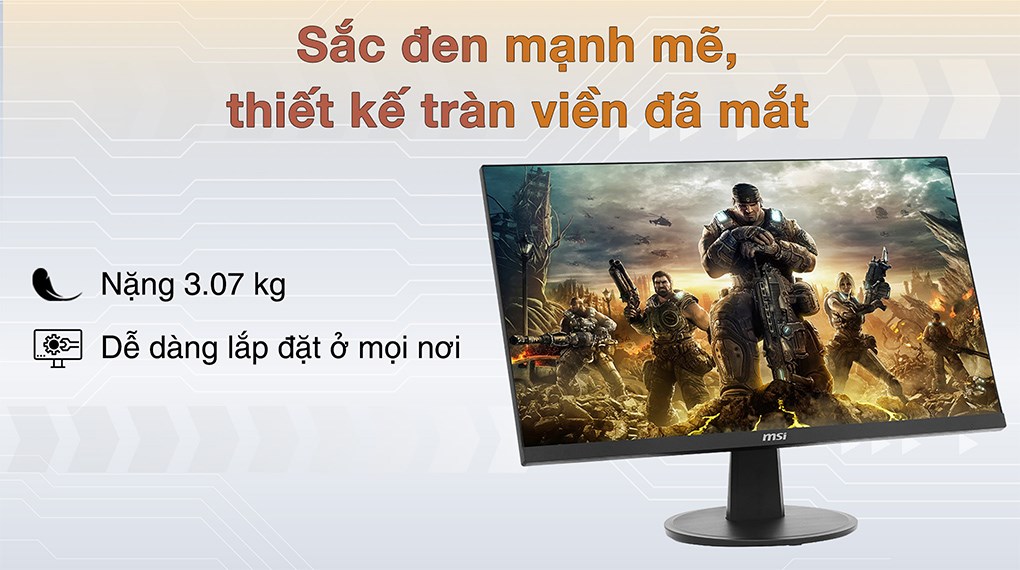 Sắc đen mạnh mẽ,
thiết kế tràn viền đã mắt
Nặng 3.07 kg
Dễ dàng lắp đặt ở mọi nơi
msi